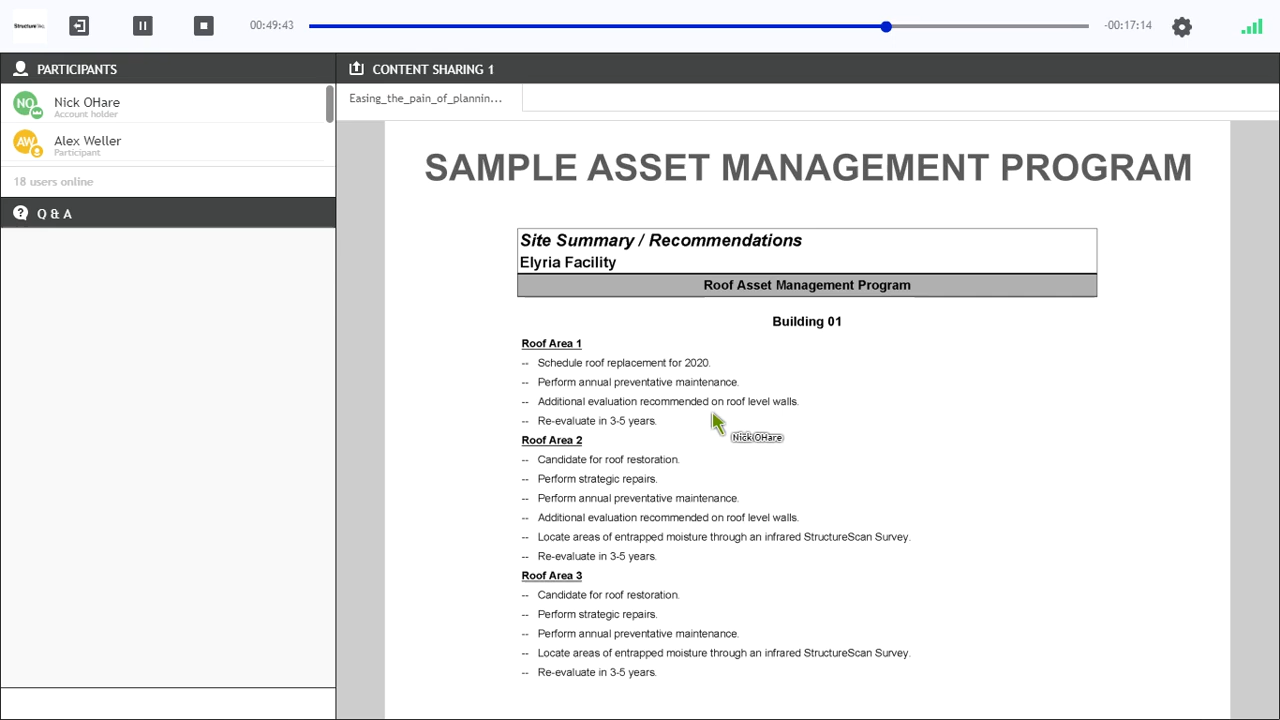 00:49:43
-00:17:14
PARTICIPANTS
NO
Nick OHare
Account holder
AW
Alex Weller
Participant
18 users online
Q & A
CONTENT SHARING 1
Easing_the_pain_of_plannin...
SAMPLE ASSET MANAGEMENT PROGRAM
Site Summary / Recommendations
Elyria Facility
Roof Asset Management Program
Building 01
Roof Area 1
-- Schedule roof replacement for 2020.
-- Perform annual preventative maintenance.
-- Additional evaluation recommended on roof level walls.
-- Re-evaluate in 3-5 years.
Nick OHare
Roof Area 2
-- Candidate for roof restoration.
-- Perform strategic repairs.
-- Perform annual preventative maintenance.
-- Additional evaluation recommended on roof level walls.
-- Locate areas of entrapped moisture through an infrared StructureScan Survey.
-- Re-evaluate in 3-5 years.
Roof Area 3
-- Candidate for roof restoration.
-- Perform strategic repairs.
-- Perform annual preventative maintenance.
-- Locate areas of entrapped moisture through an infrared StructureScan Survey.
-- Re-evaluate in 3-5 years.